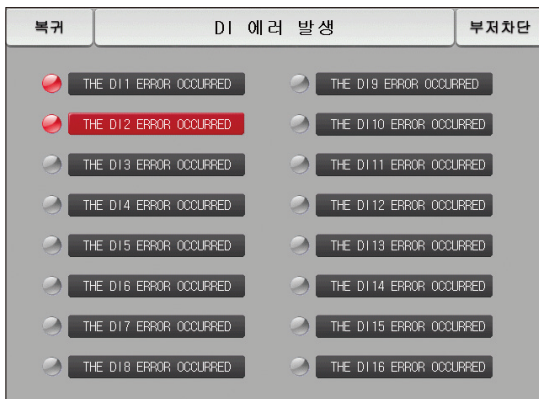 복귀
DI 에러 발생
부저차단
THE DI1 ERROR OCCURRED
THE DI2 ERROR OCCURRED
THE DI3 ERROR OCCURRED
THE DI4 ERROR OCCURRED
THE DI5 ERROR OCCURRED
THE DI6 ERROR OCCURRED
THE DI7 ERROR OCCURRED
THE DI8 ERROR OCCURRED
THE DI9 ERROR OCCURRED
THE DI10 ERROR OCCURRED
THE DI11 ERROR OCCURRED
THE DI12 ERROR OCCURRED
THE DI13 ERROR OCCURRED
THE DI14 ERROR OCCURRED
THE DI15 ERROR OCCURRED
THE DI16 ERROR OCCURRED